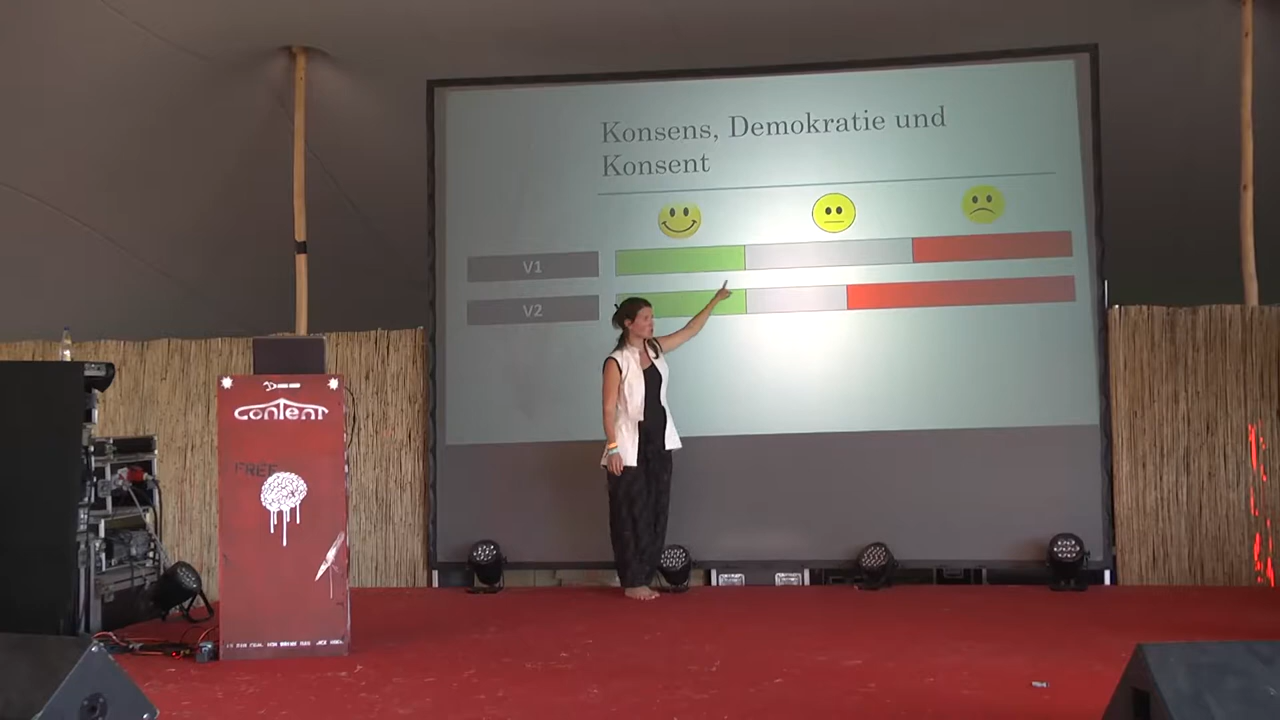 Konsens, Demokratie und
Konsent
V1
V2
content
FREE